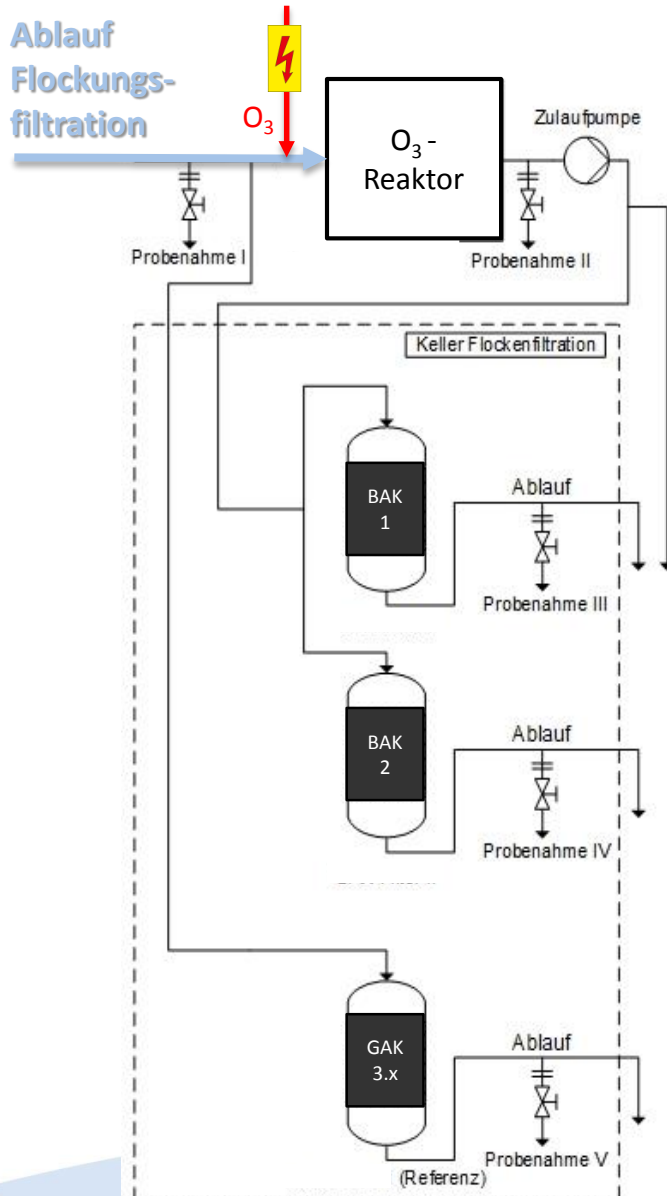 Ablauf
Flockungs-
filtration
O₃
O₃ -
Reaktor
Zulaufpumpe
Probenahme I
Probenahme II
Keller Flockenfiltration
BAK
1
Ablauf
Probenahme III
BAK
2
Ablauf
Probenahme IV
GAK
3.x
Ablauf
Probenahme V
(Referenz)